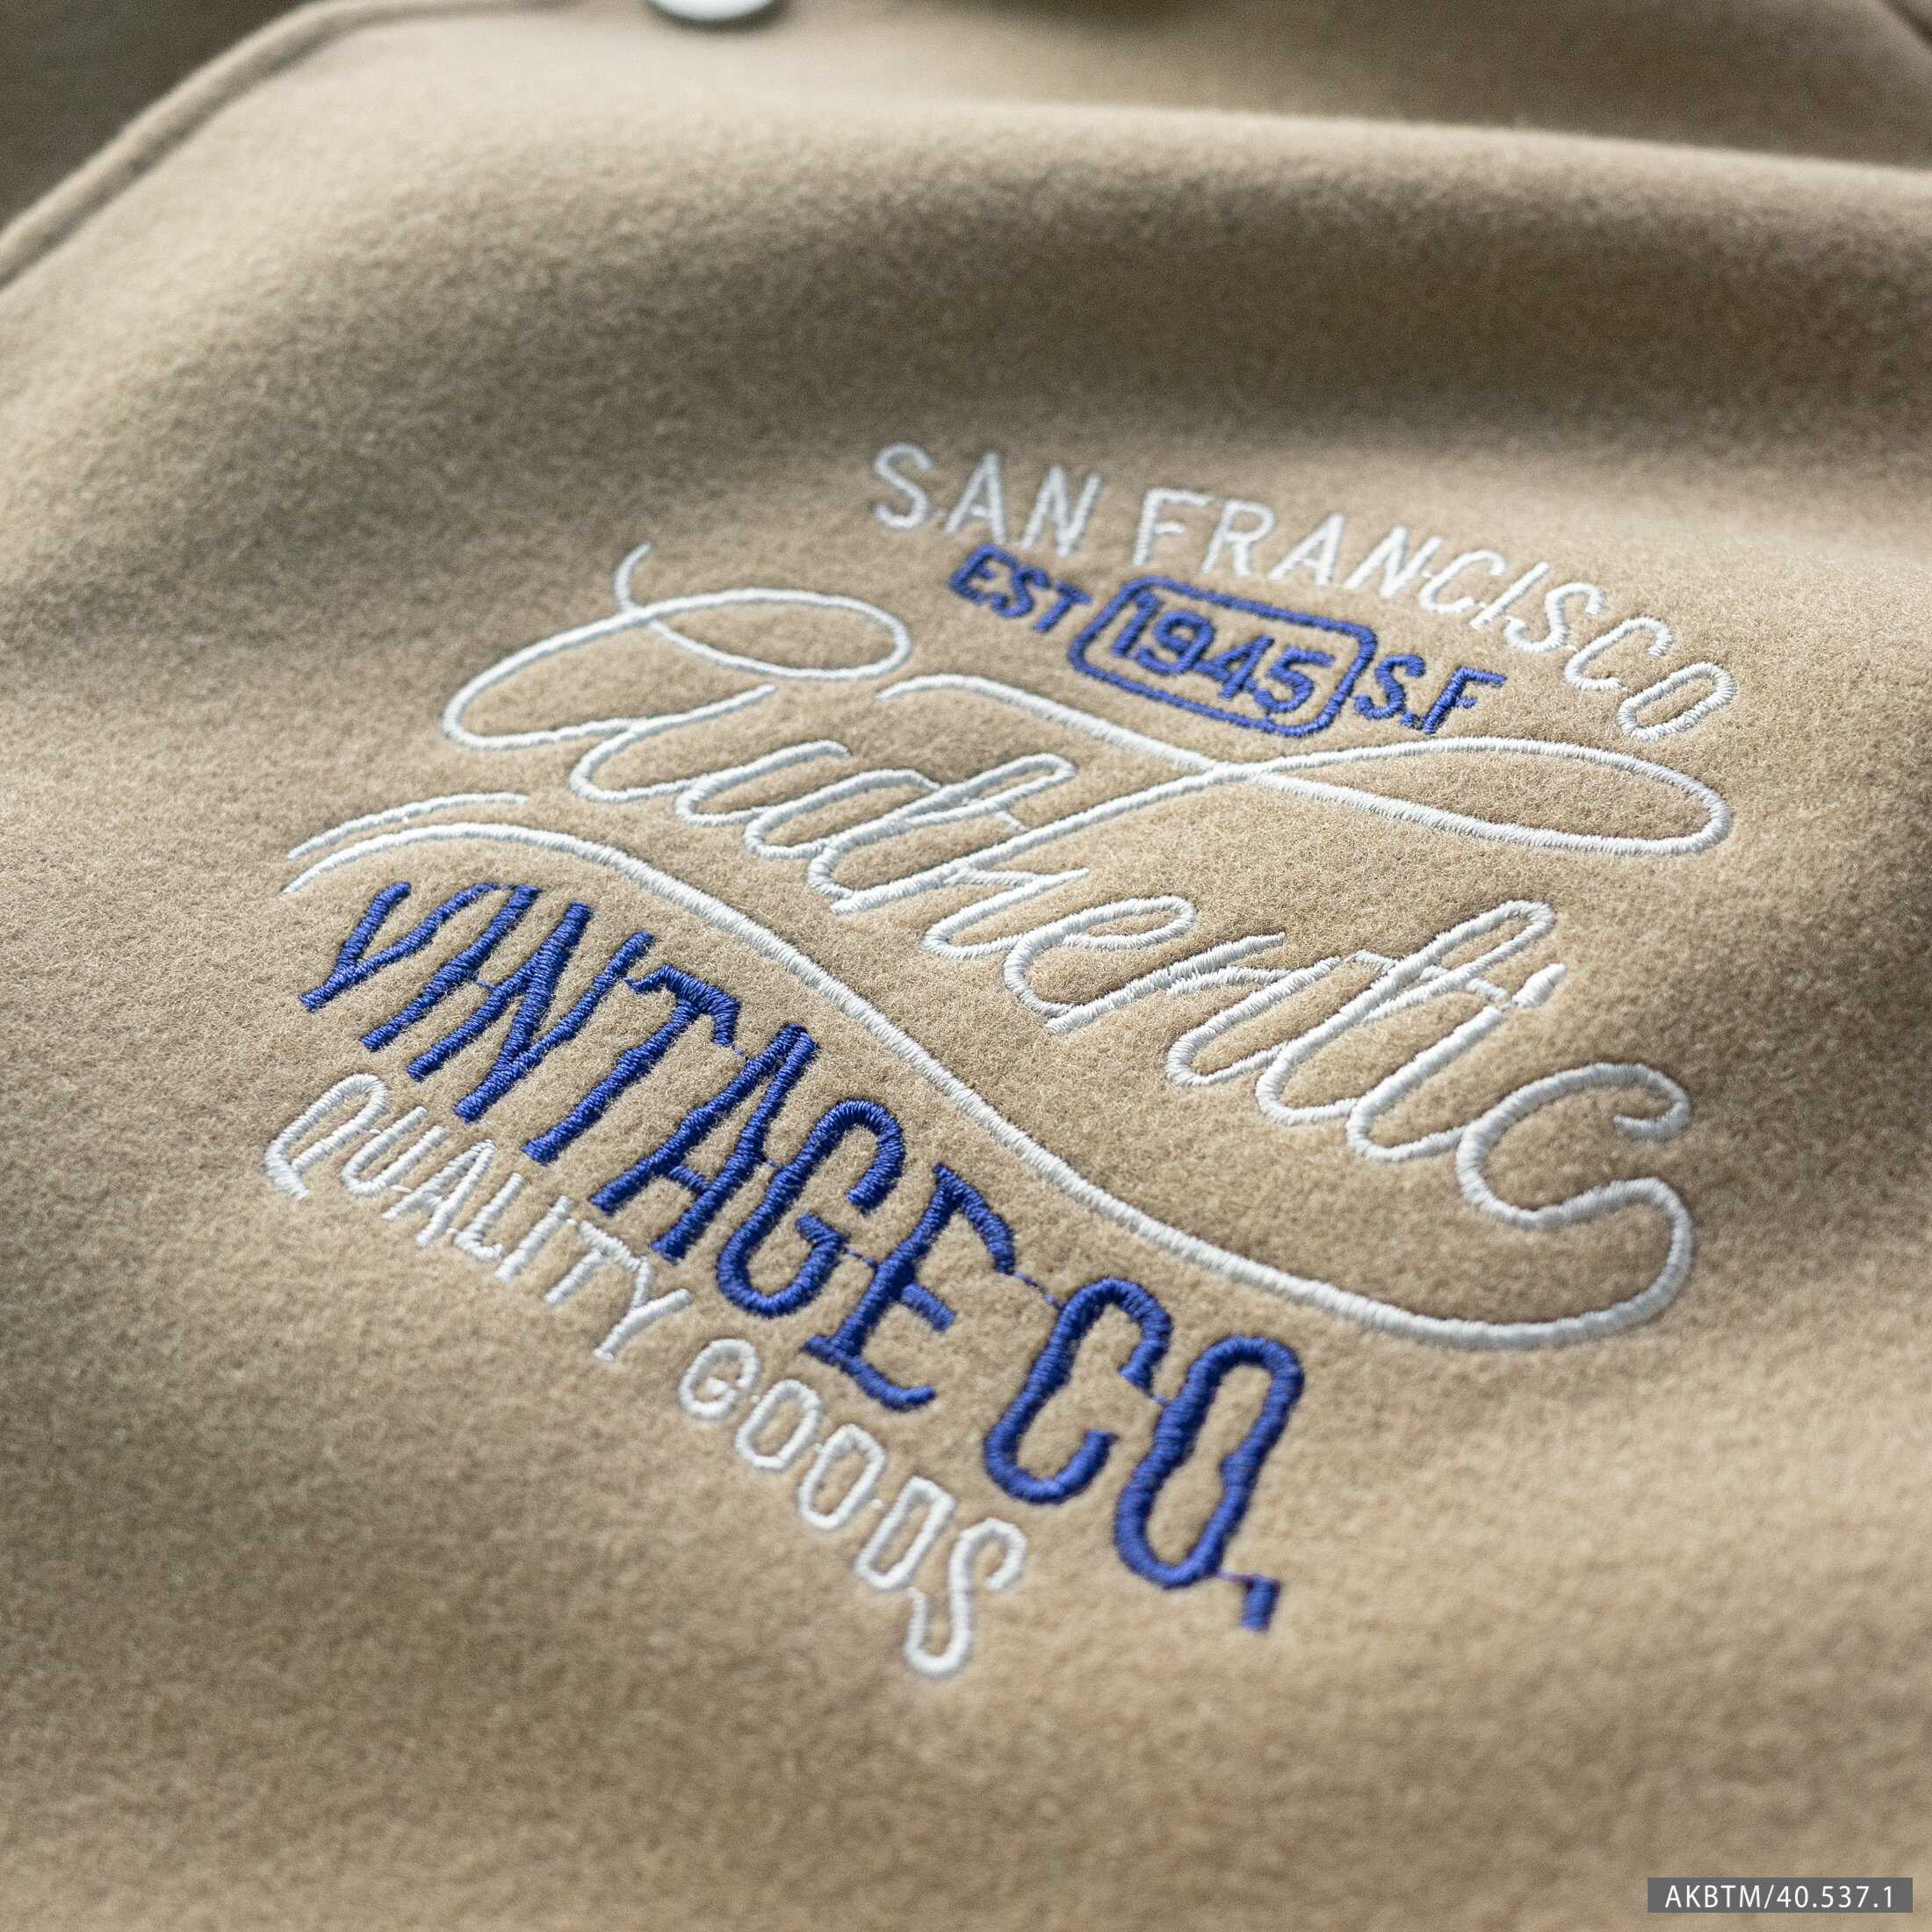 SAN FRANCISCO
EST 1945 S.F
Authentic
VINTAGE CO.
QUALITY GOODS
AKBTM/40.537.1